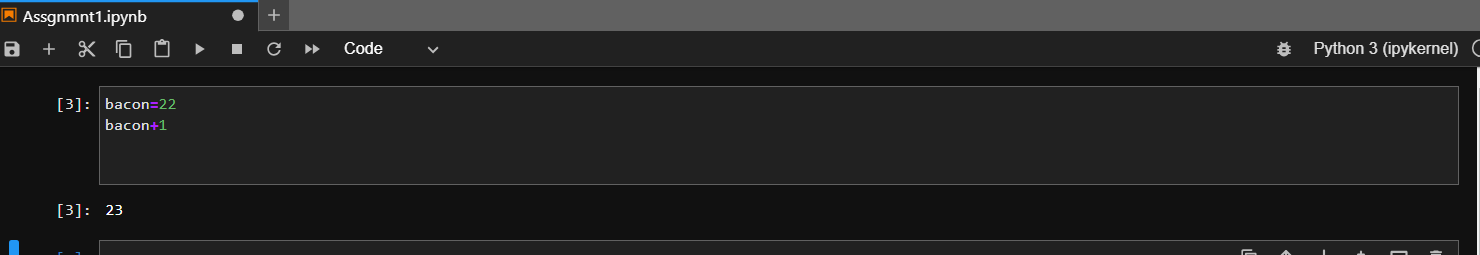 Assgnmnt1.ipynb
Code
Python 3 (ipykernel)
[3]: bacon=22
bacon+1
[3]: 23